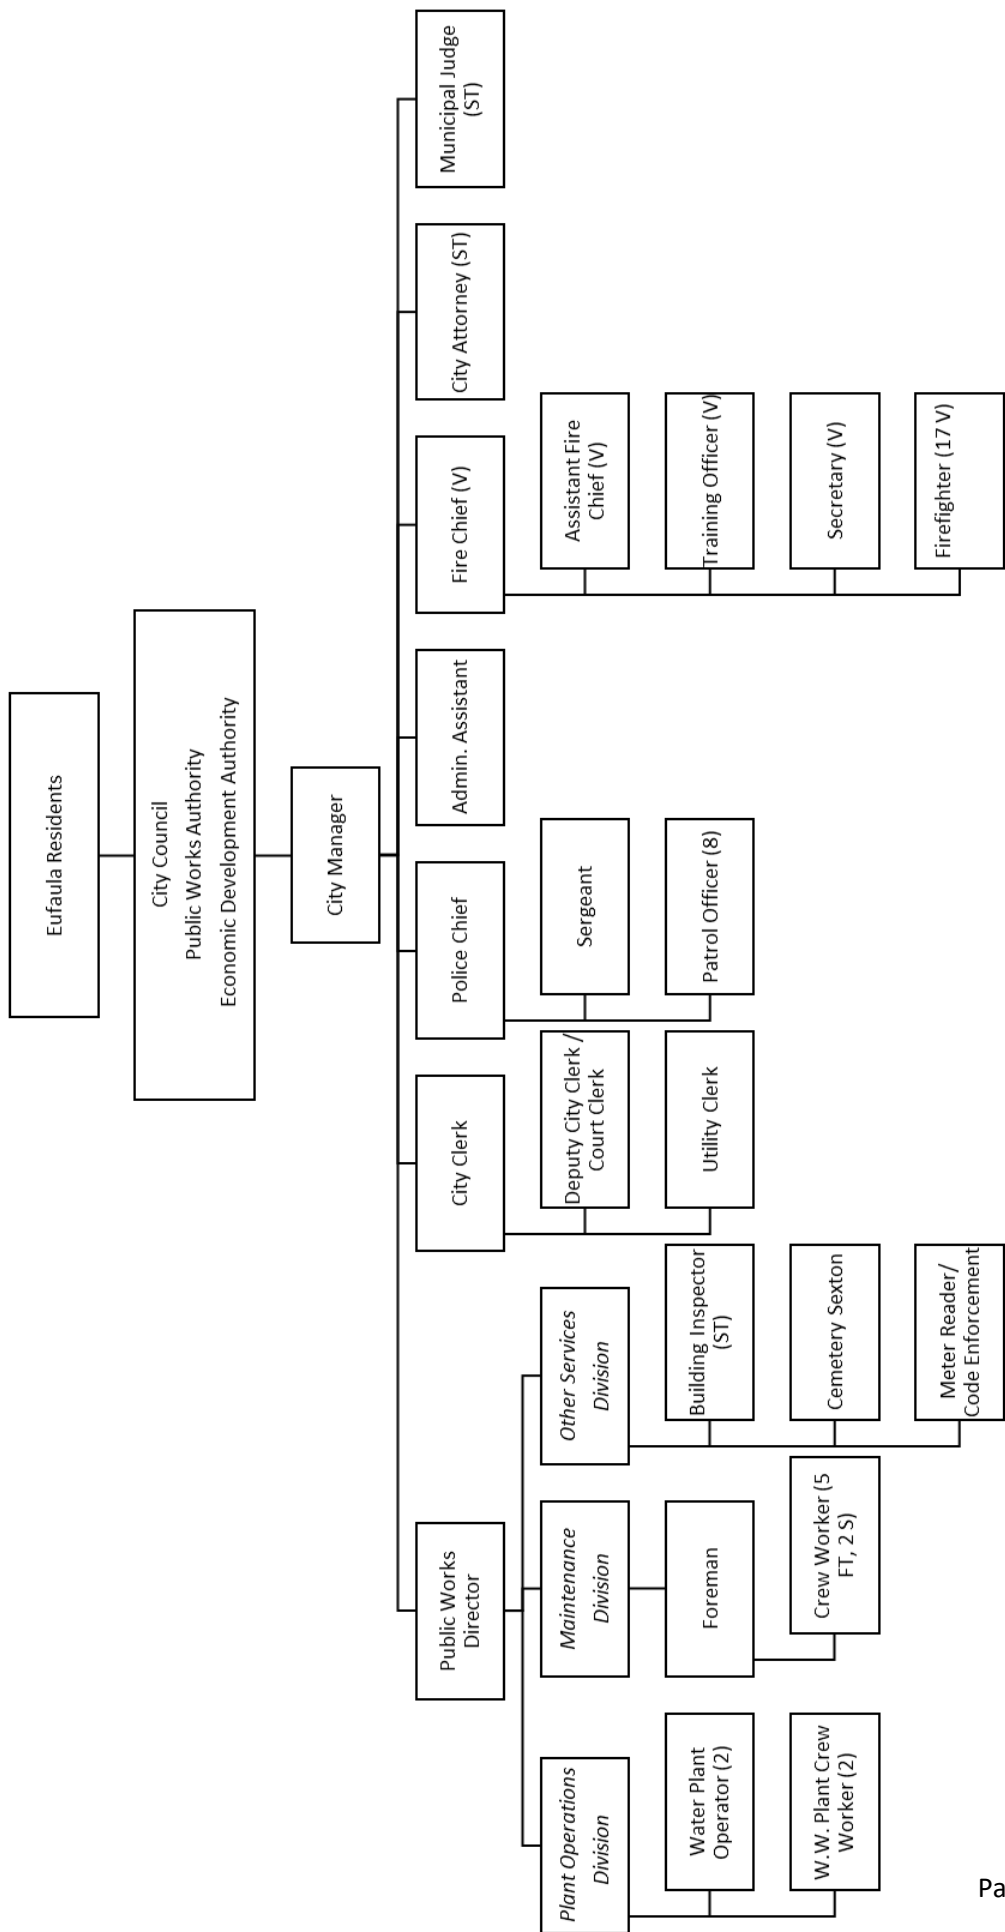 Eufaula Residents
City Council
Public Works Authority
Economic Development Authority
City Manager
Public Works
Director
City Clerk
Police Chief
Admin. Assistant
Fire Chief (V)
City Attorney (ST)
Municipal Judge
(ST)
Plant Operations
Division
Water Plant
Operator (2)
W.W. Plant Crew
Worker (2)
Maintenance
Division
Foreman
Crew Worker (5
FT, 2 S)
Other Services
Division
Building Inspector
(ST)
Cemetery Sexton
Meter Reader/
Code Enforcement
Deputy City Clerk /
Court Clerk
Utility Clerk
Sergeant
Patrol Officer (8)
Assistant Fire
Chief (V)
Training Officer (V)
Secretary (V)
Firefighter (17 V)
Pa